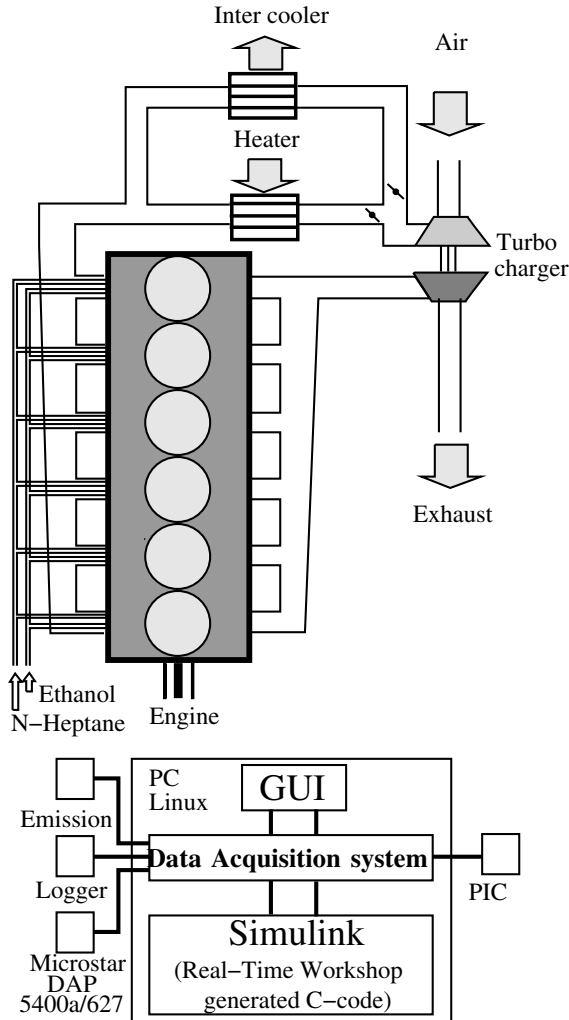 Inter cooler
Air
Heater
Turbo
charger
Exhaust
Ethanol
N−Heptane
Engine
PC
Linux
GUI
Emission
Data Acquisition system
Logger
PIC
Simulink
(Real−Time Workshop
generated C−code)
Microstar
DAP
5400a/627